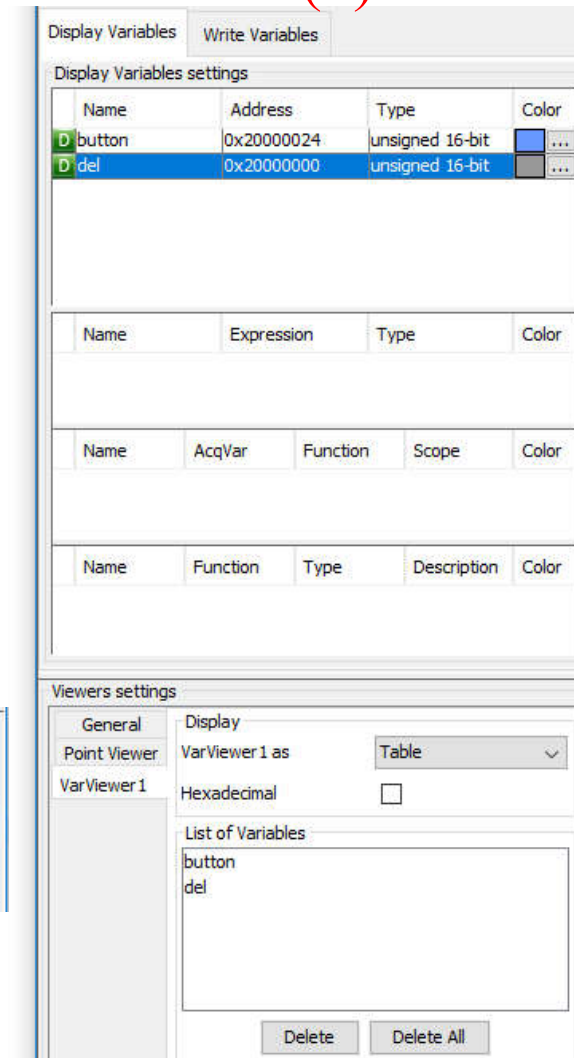 Display Variables Write Variables
Display Variables settings
Name Address Type Color
D button 0x20000024 unsigned 16-bit ...
D del 0x20000000 unsigned 16-bit ...
Name Expression Type Color
Name AcqVar Function Scope Color
Name Function Type Description Color
Viewers settings
General
Point Viewer
VarViewer1
Display
VarViewer1 as Table
Hexadecimal
List of Variables
button
del
Delete Delete All